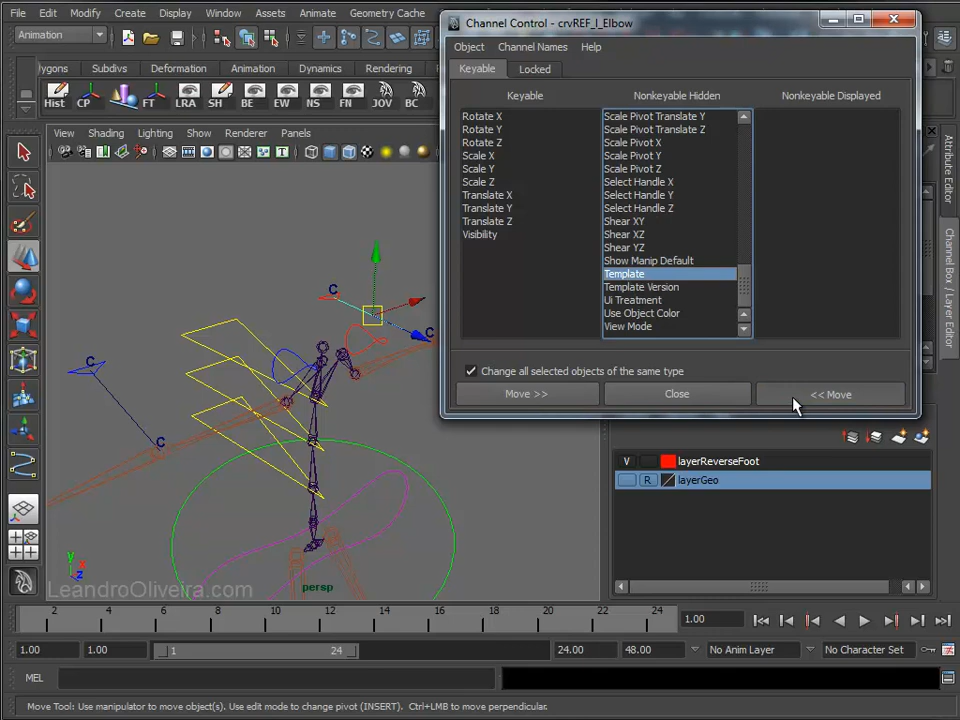 File Edit Modify Create Display Window Assets Animate Geometry Cache
Channel Control - crvREF_l_Elbow
Object Channel Names Help
Keyable Locked
Animation
olygons Subdivs Deformation Animation Dynamics Rendering
Hist CP FT LRA SH BE EW NS FN JOV BC
View Shading Lighting Show Renderer Panels
Keyable
Rotate X
Rotate Y
Rotate Z
Scale X
Scale Y
Scale Z
Translate X
Translate Y
Translate Z
Visibility
Nonkeyable Hidden
Scale Pivot Translate Y
Scale Pivot Translate Z
Scale Pivot X
Scale Pivot Y
Scale Pivot Z
Select Handle X
Select Handle Y
Select Handle Z
Shear XY
Shear XZ
Shear YZ
Show Manip Default
Template
Template Version
Ui Treatment
Use Object Color
View Mode
Nonkeyable Displayed
Change all selected objects of the same type
Move >> Close << Move
Attribute Editor
Channel Box / Layer Editor
V layerReverseFoot
R layerGeo
C
C
C
C
y
x
z
LeandroOliveira.com
persp
2 4 6 8 10 12 14 16 18 20 22 24
1.00
1.00 1.00 1 24 24.00 48.00 No Anim Layer No Character Set
MEL
Move Tool: Use manipulator to move object(s). Use edit mode to change pivot (INSERT). Ctrl+LMB to move perpendicular.